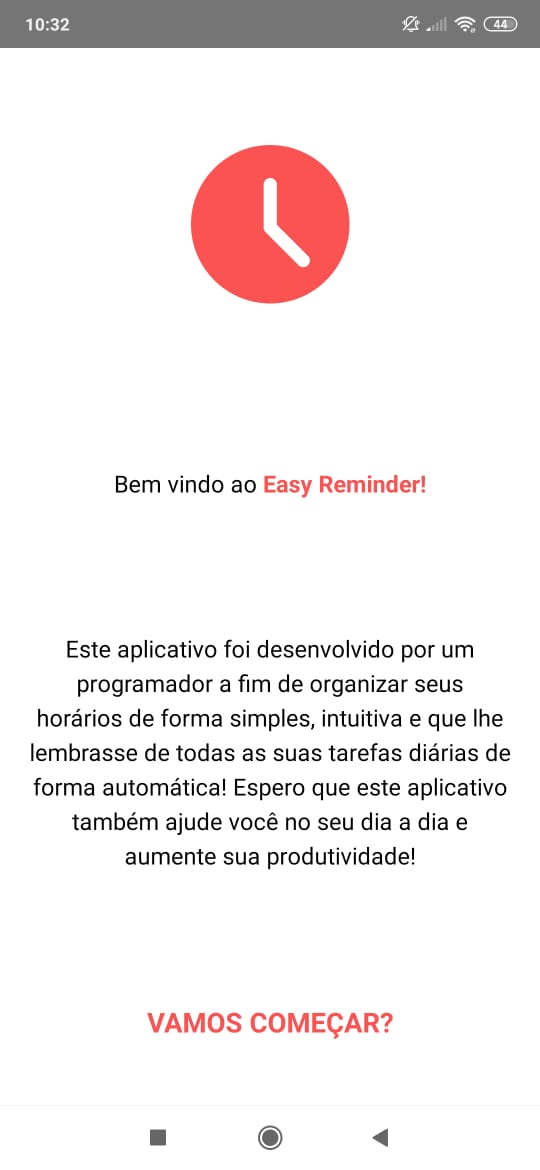 10:32
44
Bem vindo ao Easy Reminder!
Este aplicativo foi desenvolvido por um
programador a fim de organizar seus
horários de forma simples, intuitiva e que lhe
lembrasse de todas as suas tarefas diárias de
forma automática! Espero que este aplicativo
também ajude você no seu dia a dia e
aumente sua produtividade!
VAMOS COMEÇAR?